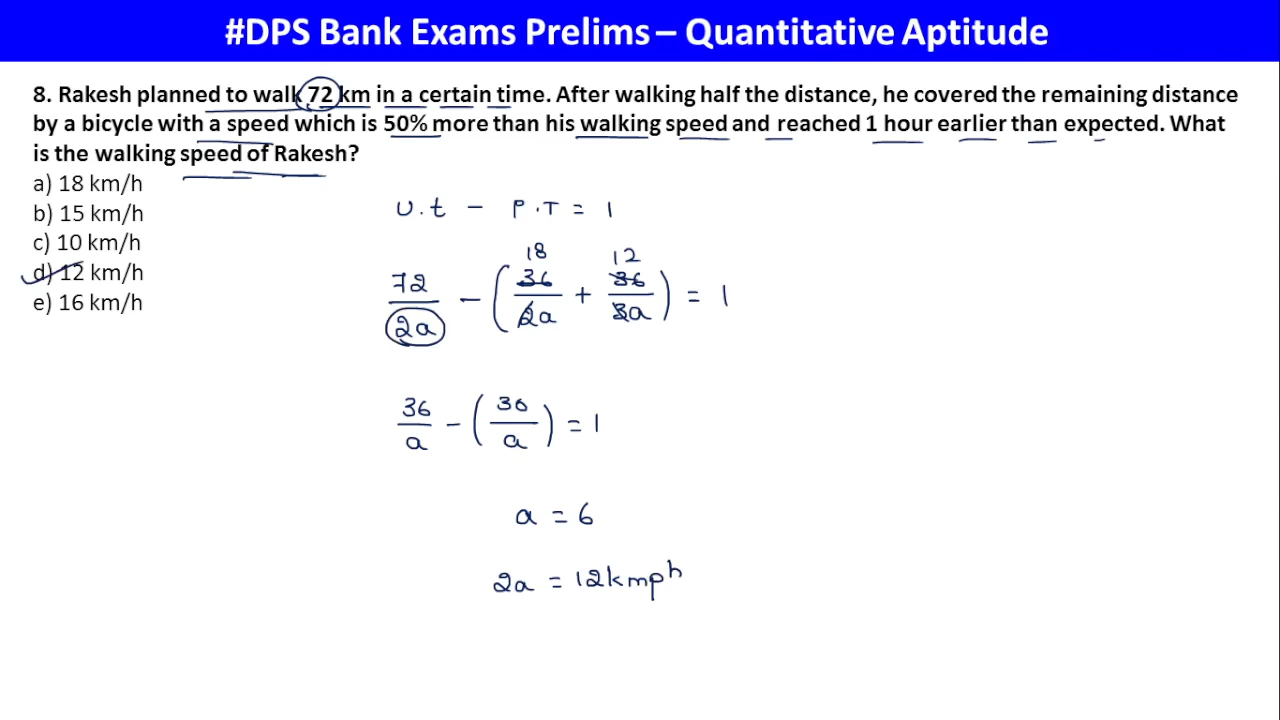 #DPS Bank Exams Prelims – Quantitative Aptitude
8. Rakesh planned to walk 72 km in a certain time. After walking half the distance, he covered the remaining distance
by a bicycle with a speed which is 50% more than his walking speed and reached 1 hour earlier than expected. What
is the walking speed of Rakesh?
a) 18 km/h
b) 15 km/h
c) 10 km/h
d) 12 km/h
e) 16 km/h
U.t - P.T = 1
18 12
72/2a - (36/2a + 36/3a) = 1
36/a - (30/a) = 1
a = 6
2a = 12kmph